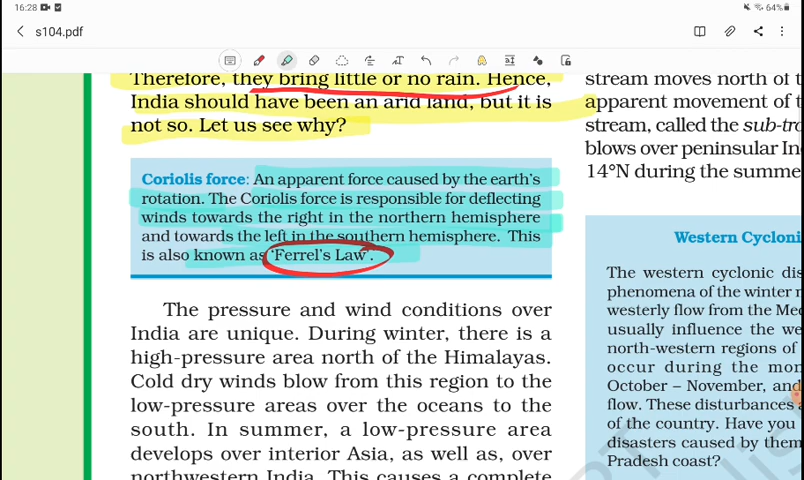 16:28
64%
s104.pdf
Therefore, they bring little or no rain. Hence,
India should have been an arid land, but it is
not so. Let us see why?
Coriolis force: An apparent force caused by the earth's
rotation. The Coriolis force is responsible for deflecting
winds towards the right in the northern hemisphere
and towards the left in the southern hemisphere. This
is also known as 'Ferrel's Law'.
The pressure and wind conditions over
India are unique. During winter, there is a
high-pressure area north of the Himalayas.
Cold dry winds blow from this region to the
low-pressure areas over the oceans to the
south. In summer, a low-pressure area
develops over interior Asia, as well as, over
northwestern India. This causes a complete
stream moves north of t
apparent movement of t
stream, called the sub-tro
blows over peninsular In
14°N during the summe
Western Cycloni
The western cyclonic dis
phenomena of the winter m
westerly flow from the Med
usually influence the we
north-western regions of
occur during the mon
October – November, and
flow. These disturbances a
of the country. Have you
disasters caused by them
Pradesh coast?